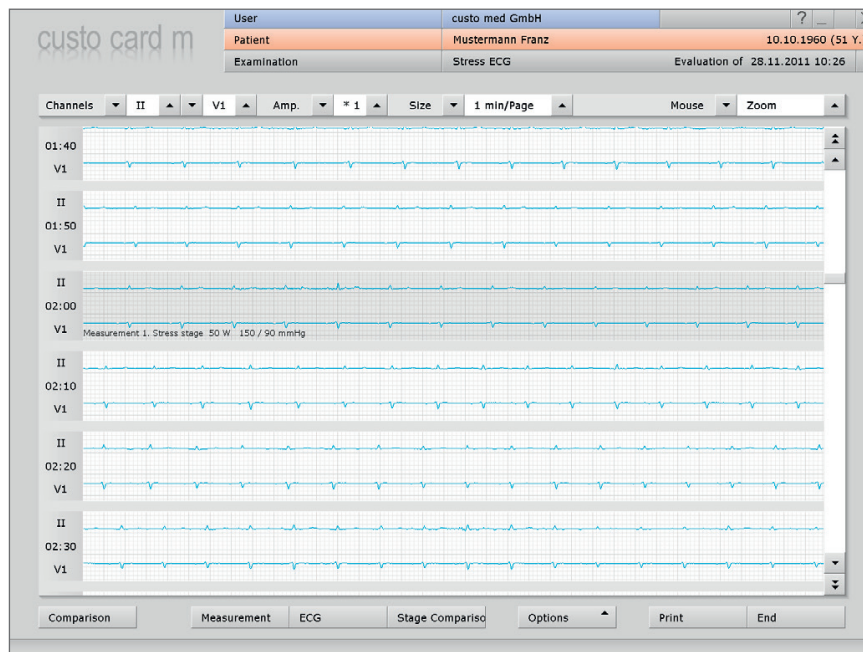 custo card m
User custo med GmbH ? _
Patient Mustermann Franz 10.10.1960 (51 Y.
Examination Stress ECG Evaluation of 28.11.2011 10:26
Channels II V1 Amp. * 1 Size 1 min/Page Mouse Zoom
01:40
V1
II
01:50
V1
II
02:00
V1
Measurement 1. Stress stage 50 W 150 / 90 mmHg
II
02:10
V1
II
02:20
V1
II
02:30
V1
Comparison Measurement ECG Stage Compariso Options Print End